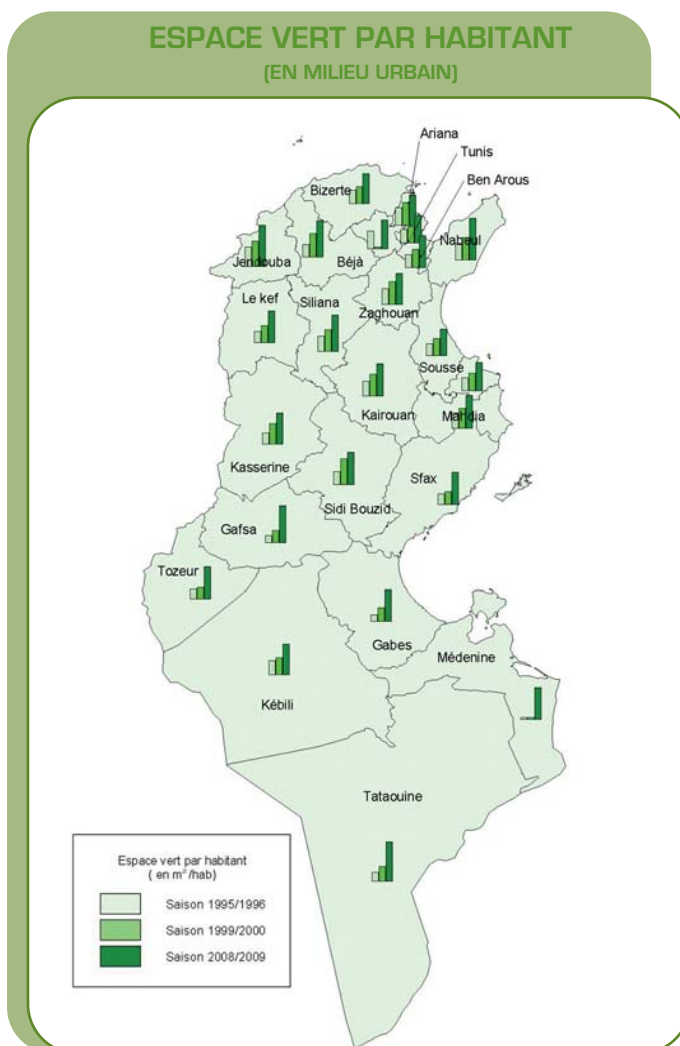 ESPACE VERT PAR HABITANT
(EN MILIEU URBAIN)
Ariana
Tunis
Ben Arous
Bizerte
Nabeul
Jendouba
Béjà
Le kef
Siliana
Zaghouan
Sousse
Kairouan
Mahdia
Kasserine
Sfax
Sidi Bouzid
Gafsa
Tozeur
Gabes
Médenine
Kébili
Tataouine
Espace vert par habitant
( en m²/hab)
Saison 1995/1996
Saison 1999/2000
Saison 2008/2009